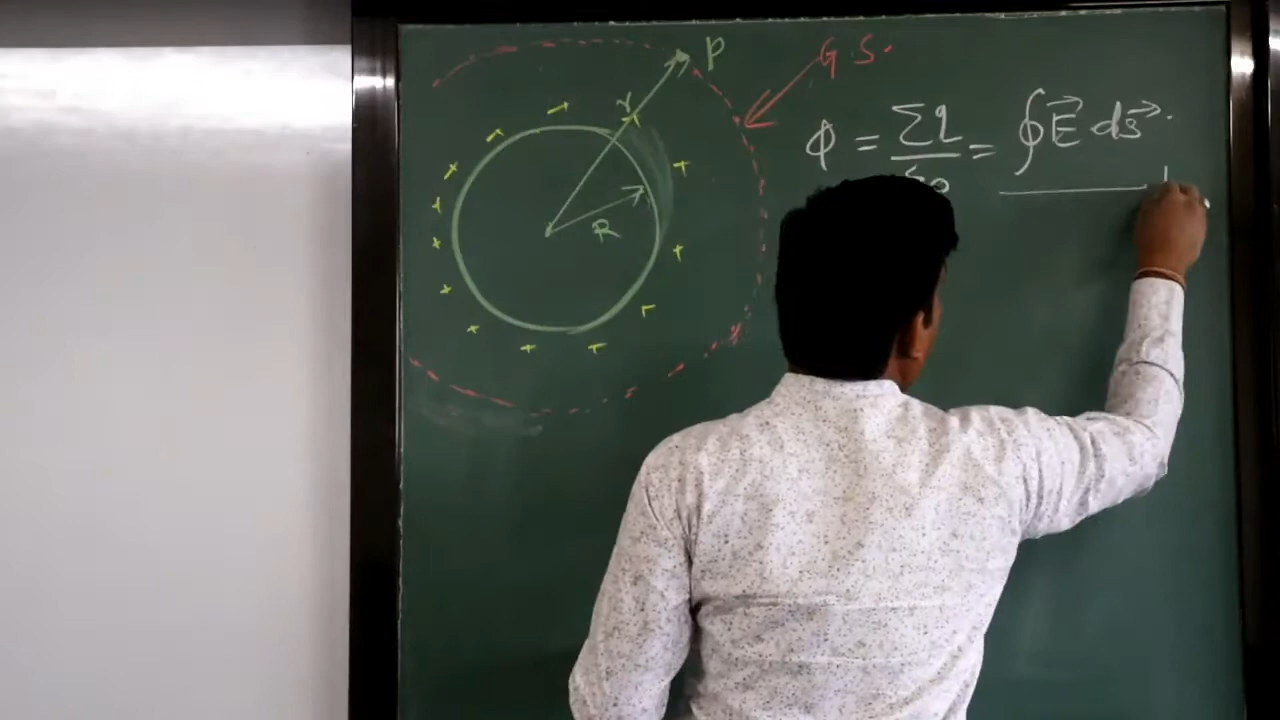 P
G.S.
r
R
ϕ = Σq/ε0 = ∮E⃗ ds⃗.